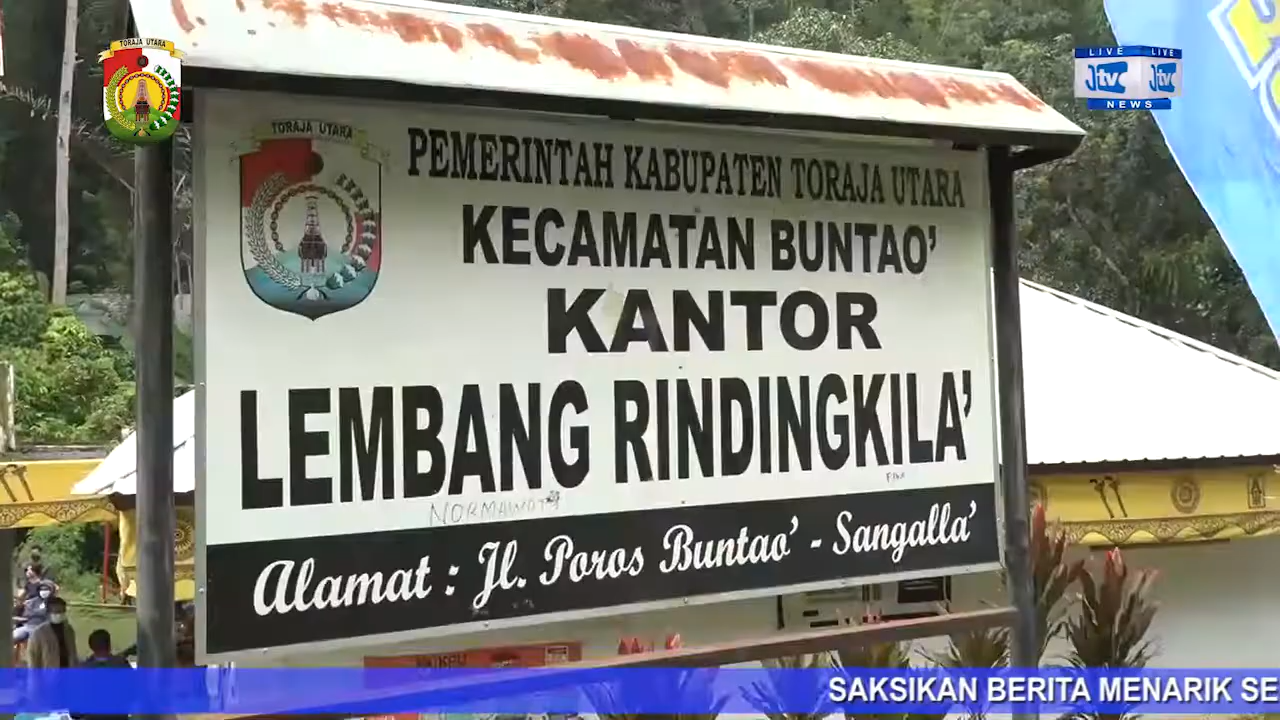 TORAJA UTARA
LIVE LIVE
JTV JTV
NEWS
TORAJA UTARA
PEMERINTAH KABUPATEN TORAJA UTARA
KECAMATAN BUNTAO'
KANTOR
LEMBANG RINDINGKILA'
Alamat : Jl. Poros Buntao' - Sangalla'
SAKSIKAN BERITA MENARIK SE